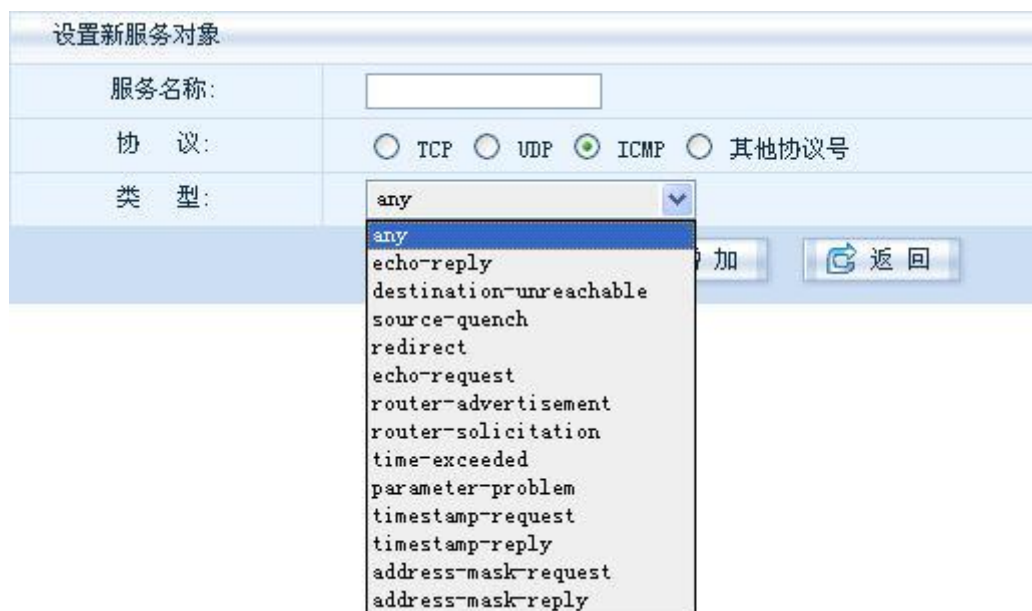 设置新服务对象
服务名称:
协 议: TCP UDP ICMP 其他协议号
类 型: any
any
echo-reply
destination-unreachable
source-quench
redirect
echo-request
router-advertisement
router-solicitation
time-exceeded
parameter-problem
timestamp-request
timestamp-reply
address-mask-request
address-mask-reply
加 返 回